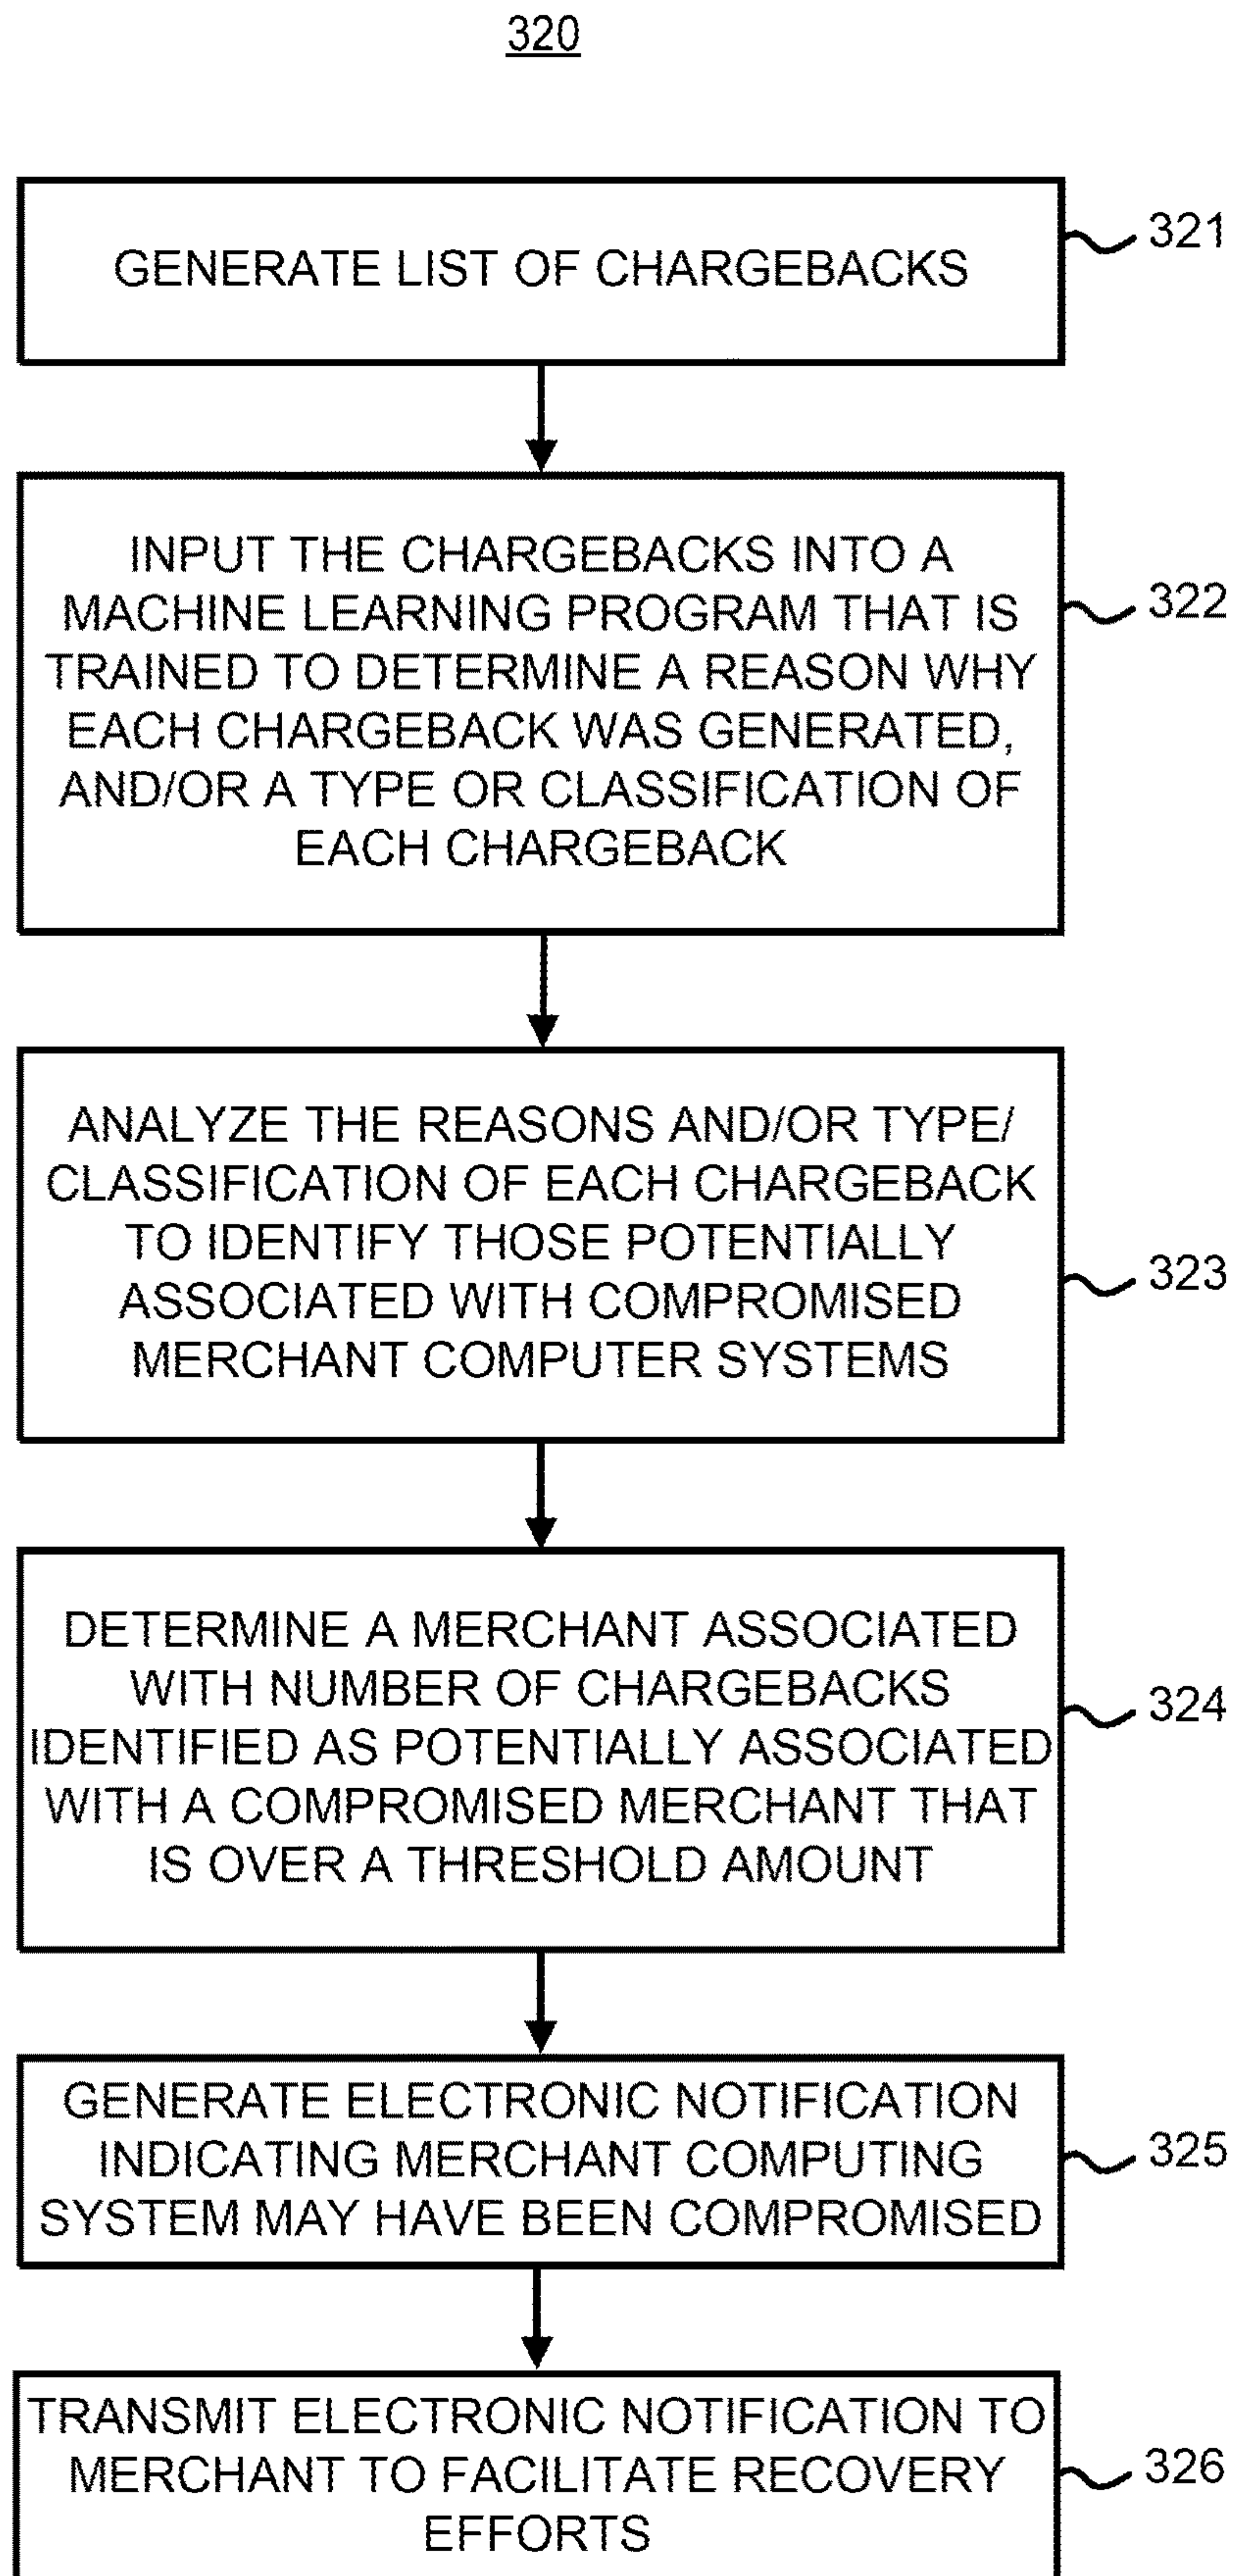 320
GENERATE LIST OF CHARGEBACKS
321
INPUT THE CHARGEBACKS INTO A
MACHINE LEARNING PROGRAM THAT IS
TRAINED TO DETERMINE A REASON WHY
EACH CHARGEBACK WAS GENERATED,
AND/OR A TYPE OR CLASSIFICATION OF
EACH CHARGEBACK
322
ANALYZE THE REASONS AND/OR TYPE/
CLASSIFICATION OF EACH CHARGEBACK
TO IDENTIFY THOSE POTENTIALLY
ASSOCIATED WITH COMPROMISED
MERCHANT COMPUTER SYSTEMS
323
DETERMINE A MERCHANT ASSOCIATED
WITH NUMBER OF CHARGEBACKS
IDENTIFIED AS POTENTIALLY ASSOCIATED
WITH A COMPROMISED MERCHANT THAT
IS OVER A THRESHOLD AMOUNT
324
GENERATE ELECTRONIC NOTIFICATION
INDICATING MERCHANT COMPUTING
SYSTEM MAY HAVE BEEN COMPROMISED
325
TRANSMIT ELECTRONIC NOTIFICATION TO
MERCHANT TO FACILITATE RECOVERY
EFFORTS
326